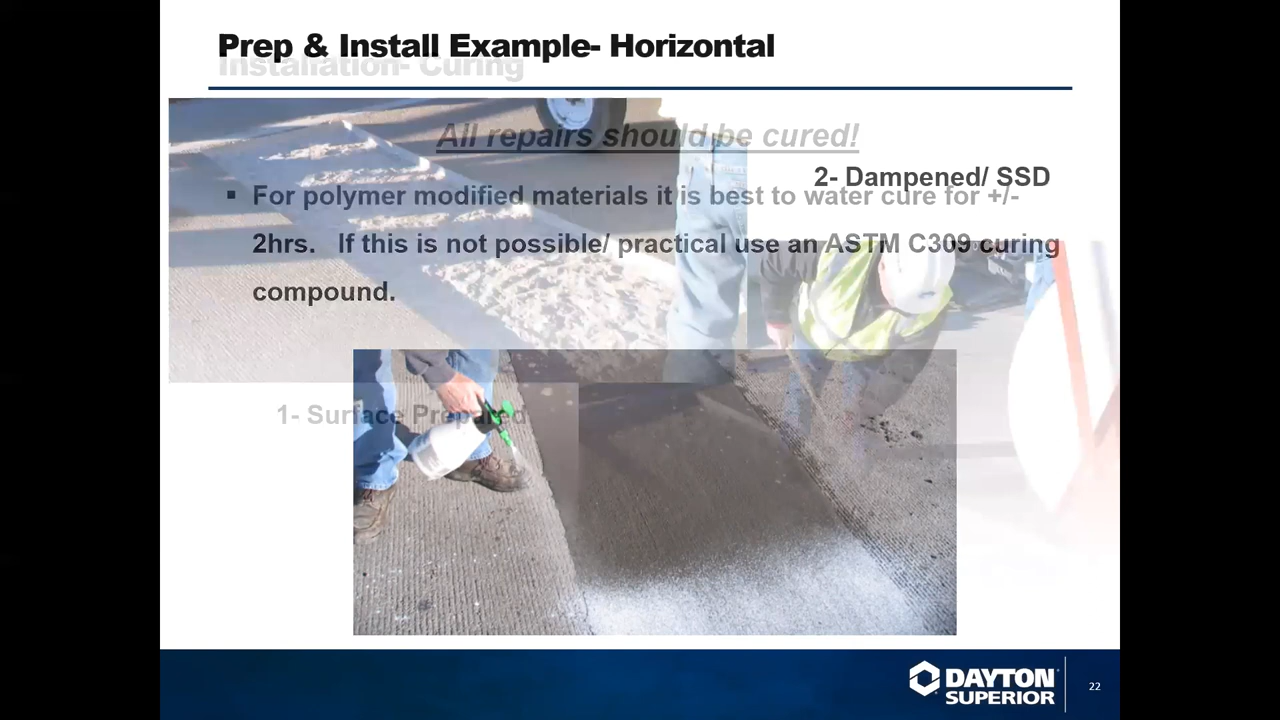 Prep & Install Example- Horizontal
Installation- Curing
All repairs should be cured!
2- Dampened/ SSD
▪ For polymer modified materials it is best to water cure for +/-
2hrs. If this is not possible/ practical use an ASTM C309 curing
compound.
1- Surface Prepared
DAYTON
SUPERIOR
22